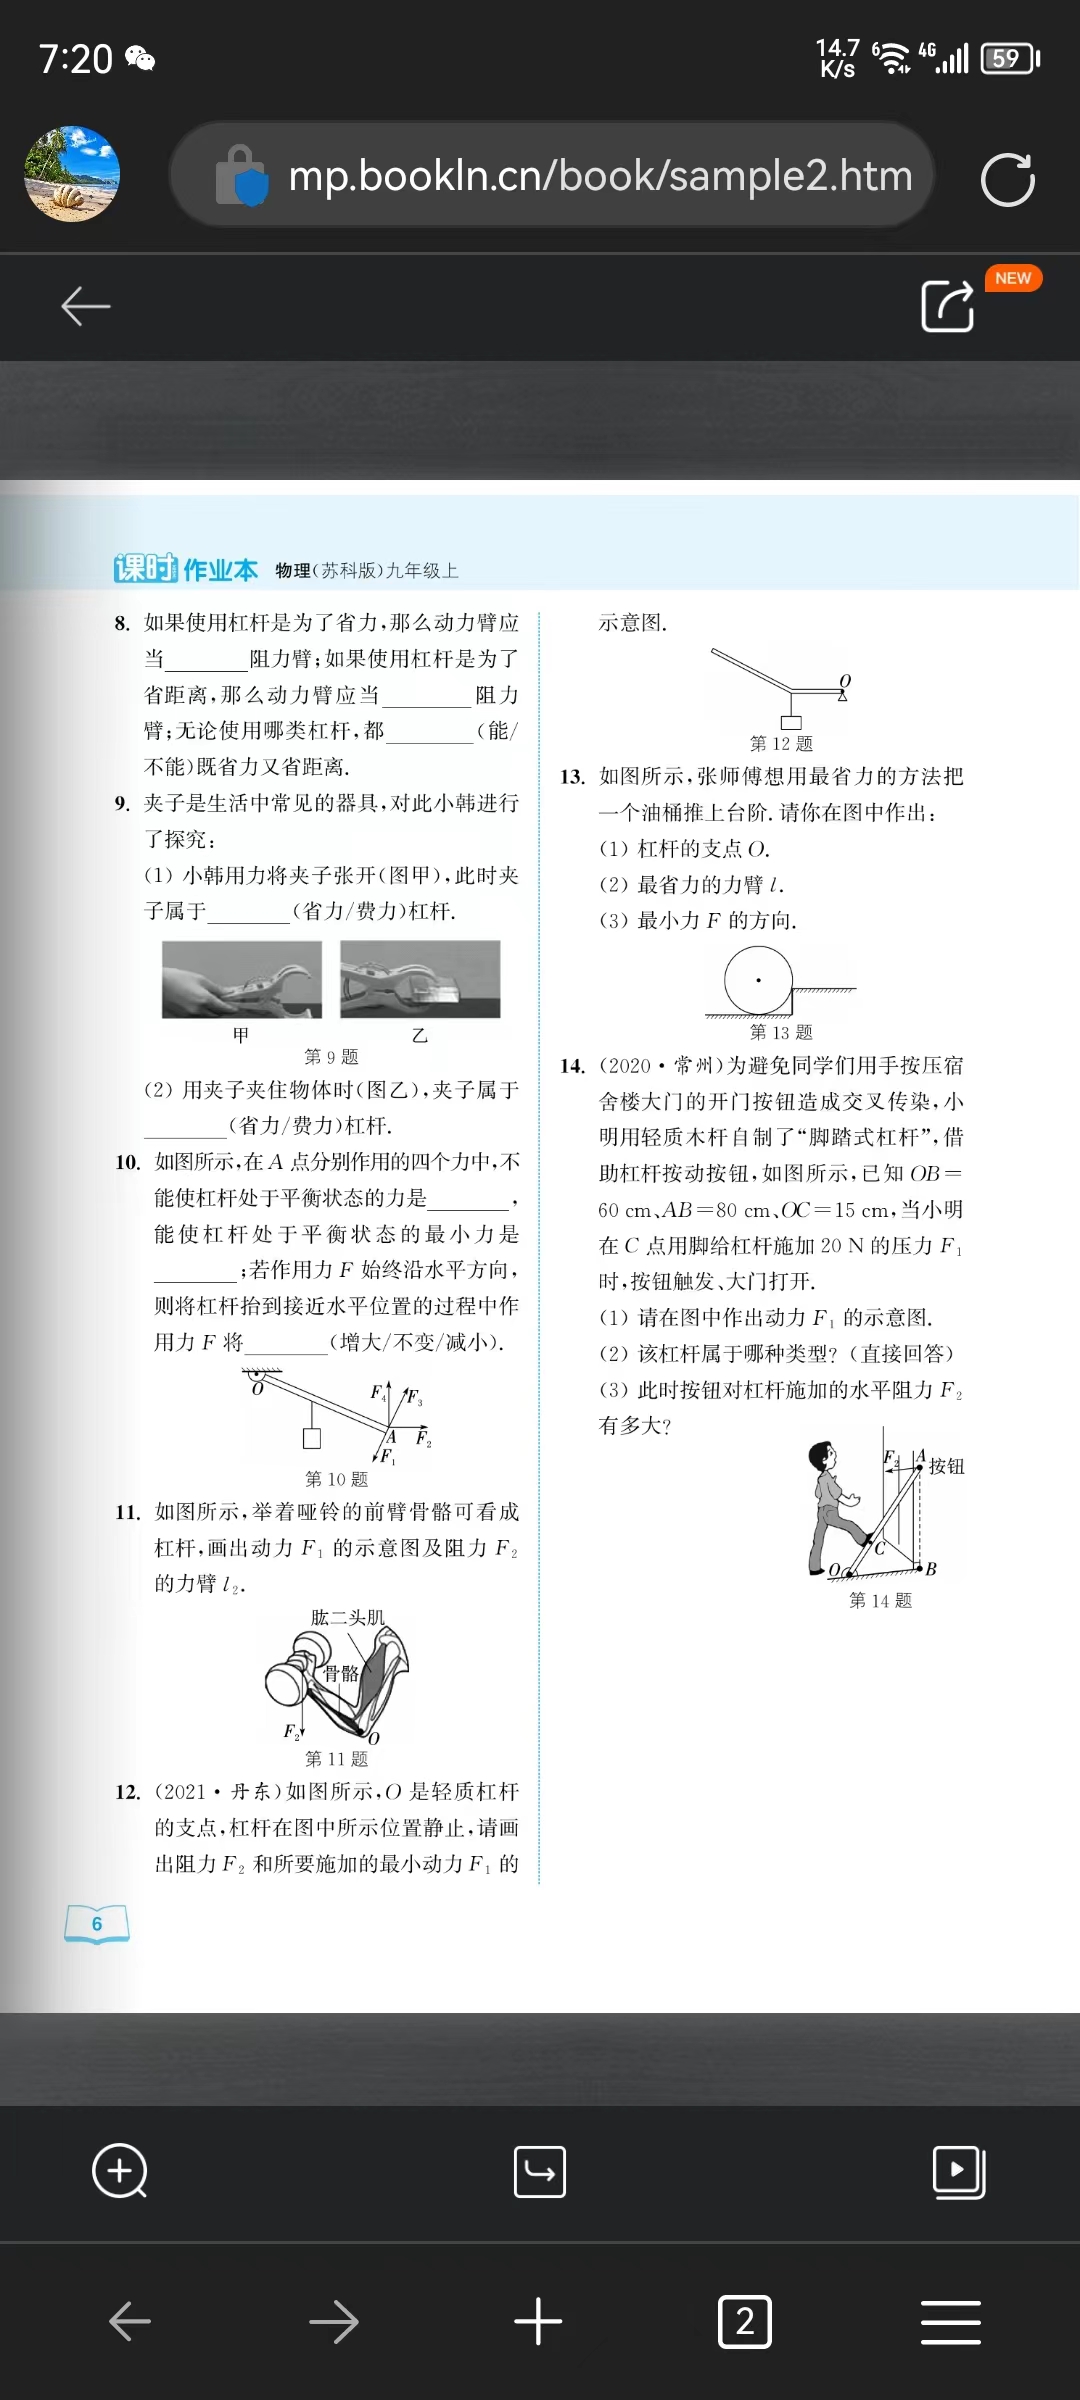 7:20
14.7 K/s
6
4G
59
mp.bookln.cn/book/sample2.htm
NEW
课时作业本 物理(苏科版)九年级上
8. 如果使用杠杆是为了省力,那么动力臂应
当________阻力臂;如果使用杠杆是为了
省距离,那么动力臂应当________阻力
臂;无论使用哪类杠杆,都________(能/
不能)既省力又省距离.
9. 夹子是生活中常见的器具,对此小韩进行
了探究:
(1) 小韩用力将夹子张开(图甲),此时夹
子属于________(省力/费力)杠杆.
甲
乙
第 9 题
(2) 用夹子夹住物体时(图乙),夹子属于
________(省力/费力)杠杆.
10. 如图所示,在 A 点分别作用的四个力中,不
能使杠杆处于平衡状态的力是________,
能使杠杆处于平衡状态的最小力是
________;若作用力 F 始终沿水平方向,
则将杠杆抬到接近水平位置的过程中作
用力 F 将________(增大/不变/减小).
O
F₄
F₃
A
F₂
F₁
第 10 题
11. 如图所示,举着哑铃的前臂骨骼可看成
杠杆,画出动力 F₁ 的示意图及阻力 F₂
的力臂 l₂.
肱二头肌
骨骼
F₂
O
第 11 题
12. (2021·丹东)如图所示,O 是轻质杠杆
的支点,杠杆在图中所示位置静止,请画
出阻力 F₂ 和所要施加的最小动力 F₁ 的
6
示意图.
O
第 12 题
13. 如图所示,张师傅想用最省力的方法把
一个油桶推上台阶.请你在图中作出:
(1) 杠杆的支点 O.
(2) 最省力的力臂 l.
(3) 最小力 F 的方向.
第 13 题
14. (2020·常州)为避免同学们用手按压宿
舍楼大门的开门按钮造成交叉传染,小
明用轻质木杆自制了“脚踏式杠杆”,借
助杠杆按动按钮,如图所示,已知 OB=
60 cm、AB=80 cm、OC=15 cm,当小明
在 C 点用脚给杠杆施加 20 N 的压力 F₁
时,按钮触发、大门打开.
(1) 请在图中作出动力 F₁ 的示意图.
(2) 该杠杆属于哪种类型?(直接回答)
(3) 此时按钮对杠杆施加的水平阻力 F₂
有多大?
F₂
A
按钮
C
O
B
第 14 题
2